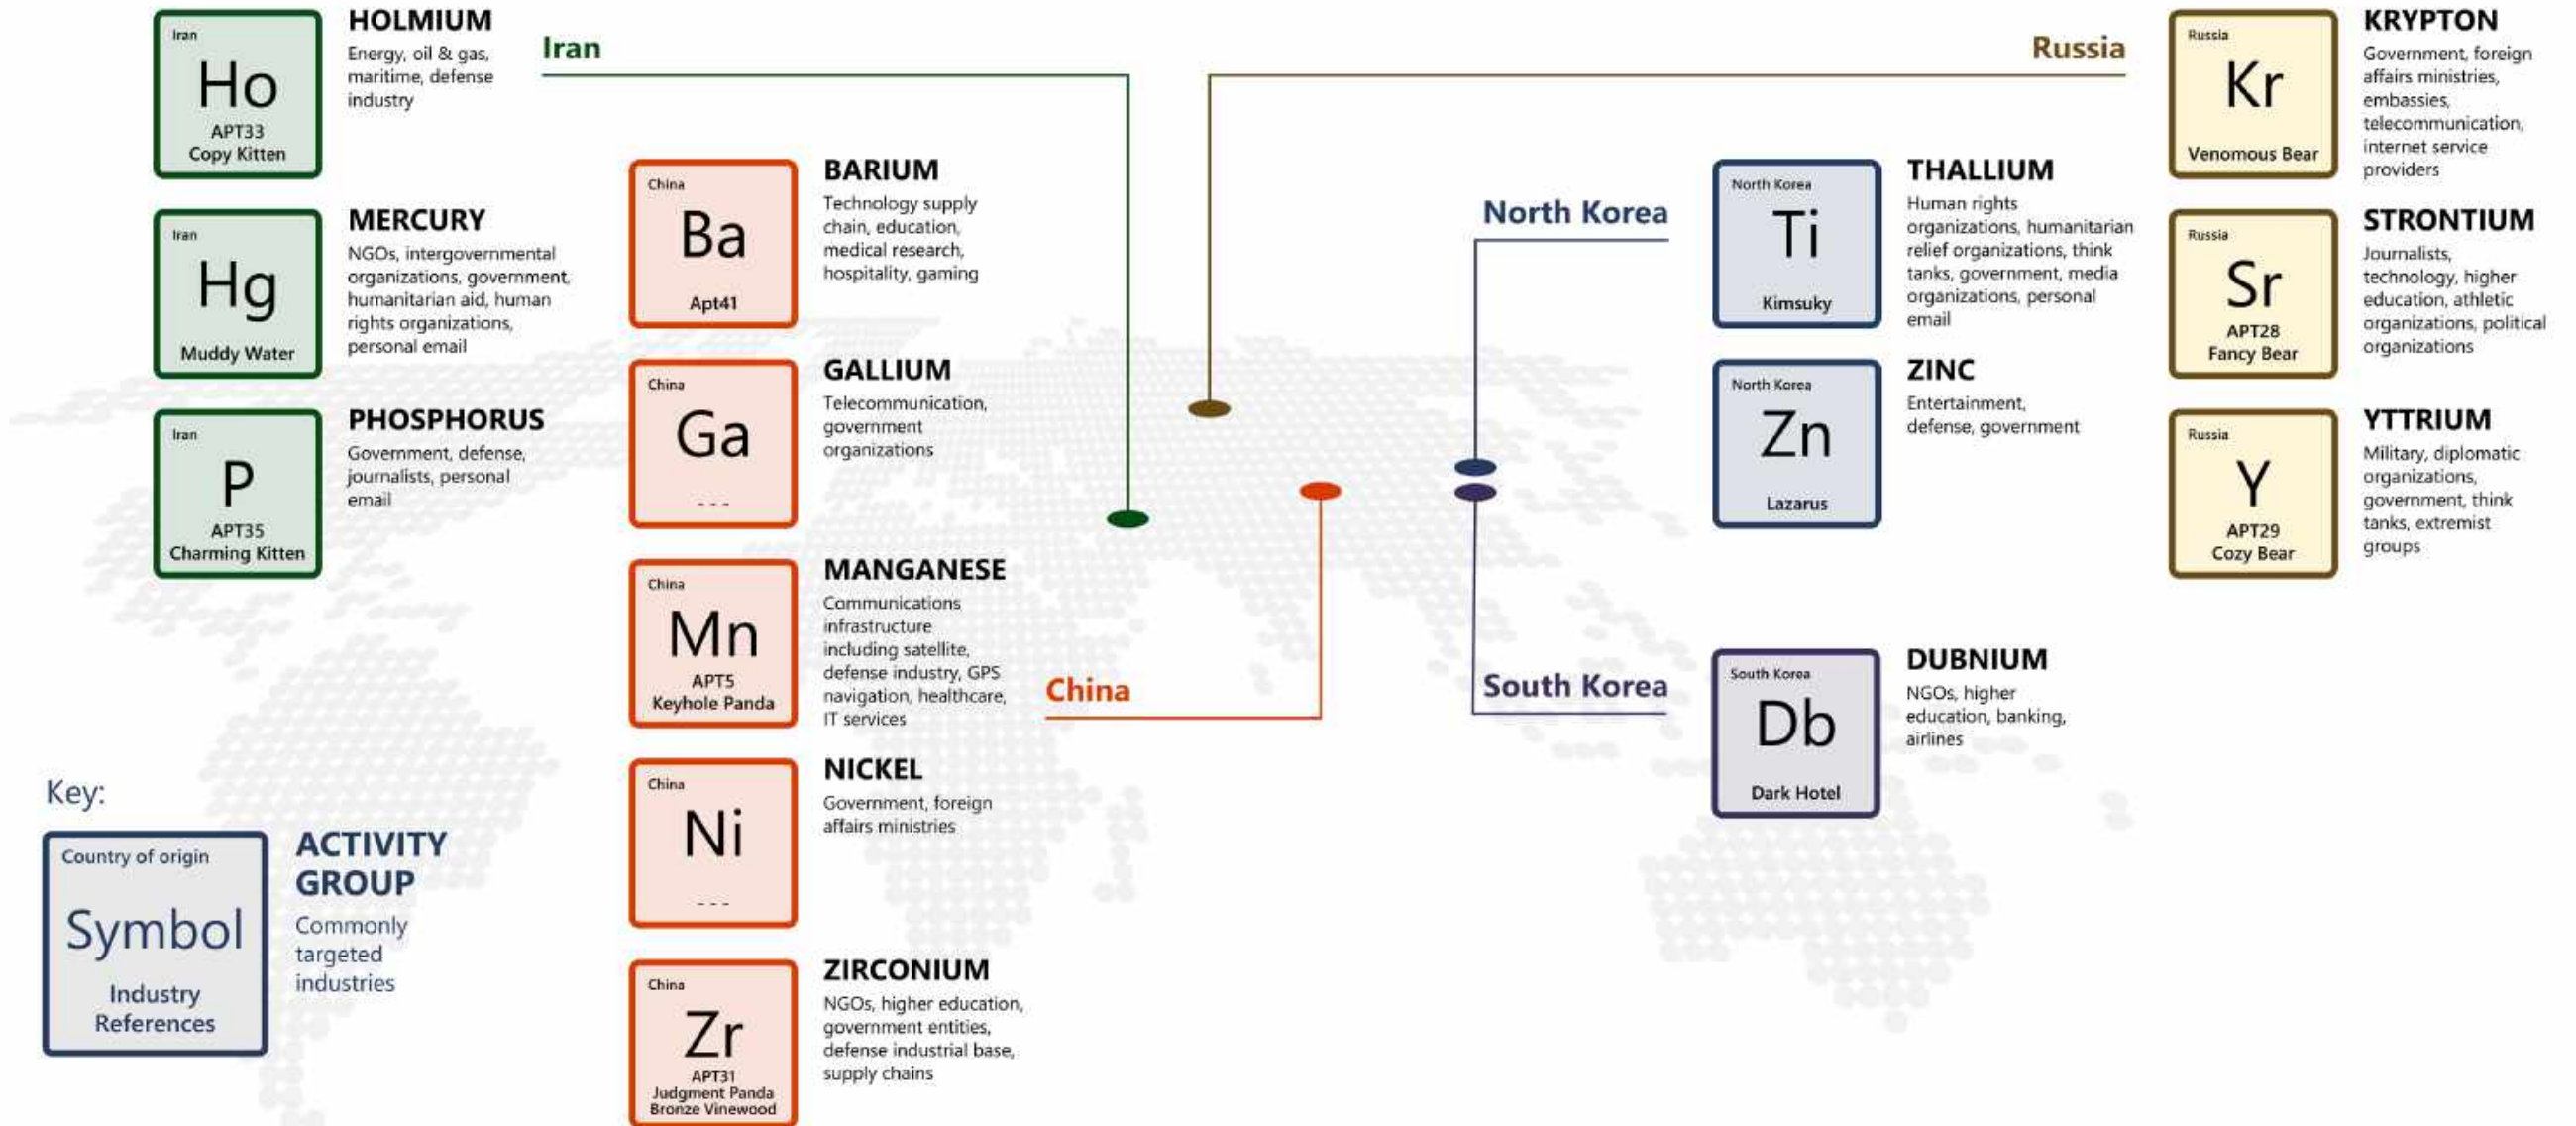 Iran
Ho
APT33
Copy Kitten
HOLMIUM
Energy, oil & gas,
maritime, defense
industry
Iran
Hg
Muddy Water
MERCURY
NGOs, intergovernmental
organizations, government,
humanitarian aid, human
rights organizations,
personal email
Iran
P
APT35
Charming Kitten
PHOSPHORUS
Government, defense,
journalists, personal
email
Iran
China
Ba
Apt41
BARIUM
Technology supply
chain, education,
medical research,
hospitality, gaming
China
Ga
- - -
GALLIUM
Telecommunication,
government
organizations
China
Mn
APT5
Keyhole Panda
MANGANESE
Communications
infrastructure
including satellite,
defense industry, GPS
navigation, healthcare,
IT services
China
Ni
- - -
NICKEL
Government, foreign
affairs ministries
China
Zr
APT31
Judgment Panda
Bronze Vinewood
ZIRCONIUM
NGOs, higher education,
government entities,
defense industrial base,
supply chains
China
North Korea
North Korea
Ti
Kimsuky
THALLIUM
Human rights
organizations, humanitarian
relief organizations, think
tanks, government, media
organizations, personal
email
North Korea
Zn
Lazarus
ZINC
Entertainment,
defense, government
South Korea
South Korea
Db
Dark Hotel
DUBNIUM
NGOs, higher
education, banking,
airlines
Russia
Russia
Kr
Venomous Bear
KRYPTON
Government, foreign
affairs ministries,
embassies,
telecommunication,
internet service
providers
Russia
Sr
APT28
Fancy Bear
STRONTIUM
Journalists,
technology, higher
education, athletic
organizations, political
organizations
Russia
Y
APT29
Cozy Bear
YTTRIUM
Military, diplomatic
organizations,
government, think
tanks, extremist
groups
Key:
Country of origin
Symbol
Industry
References
ACTIVITY
GROUP
Commonly
targeted
industries